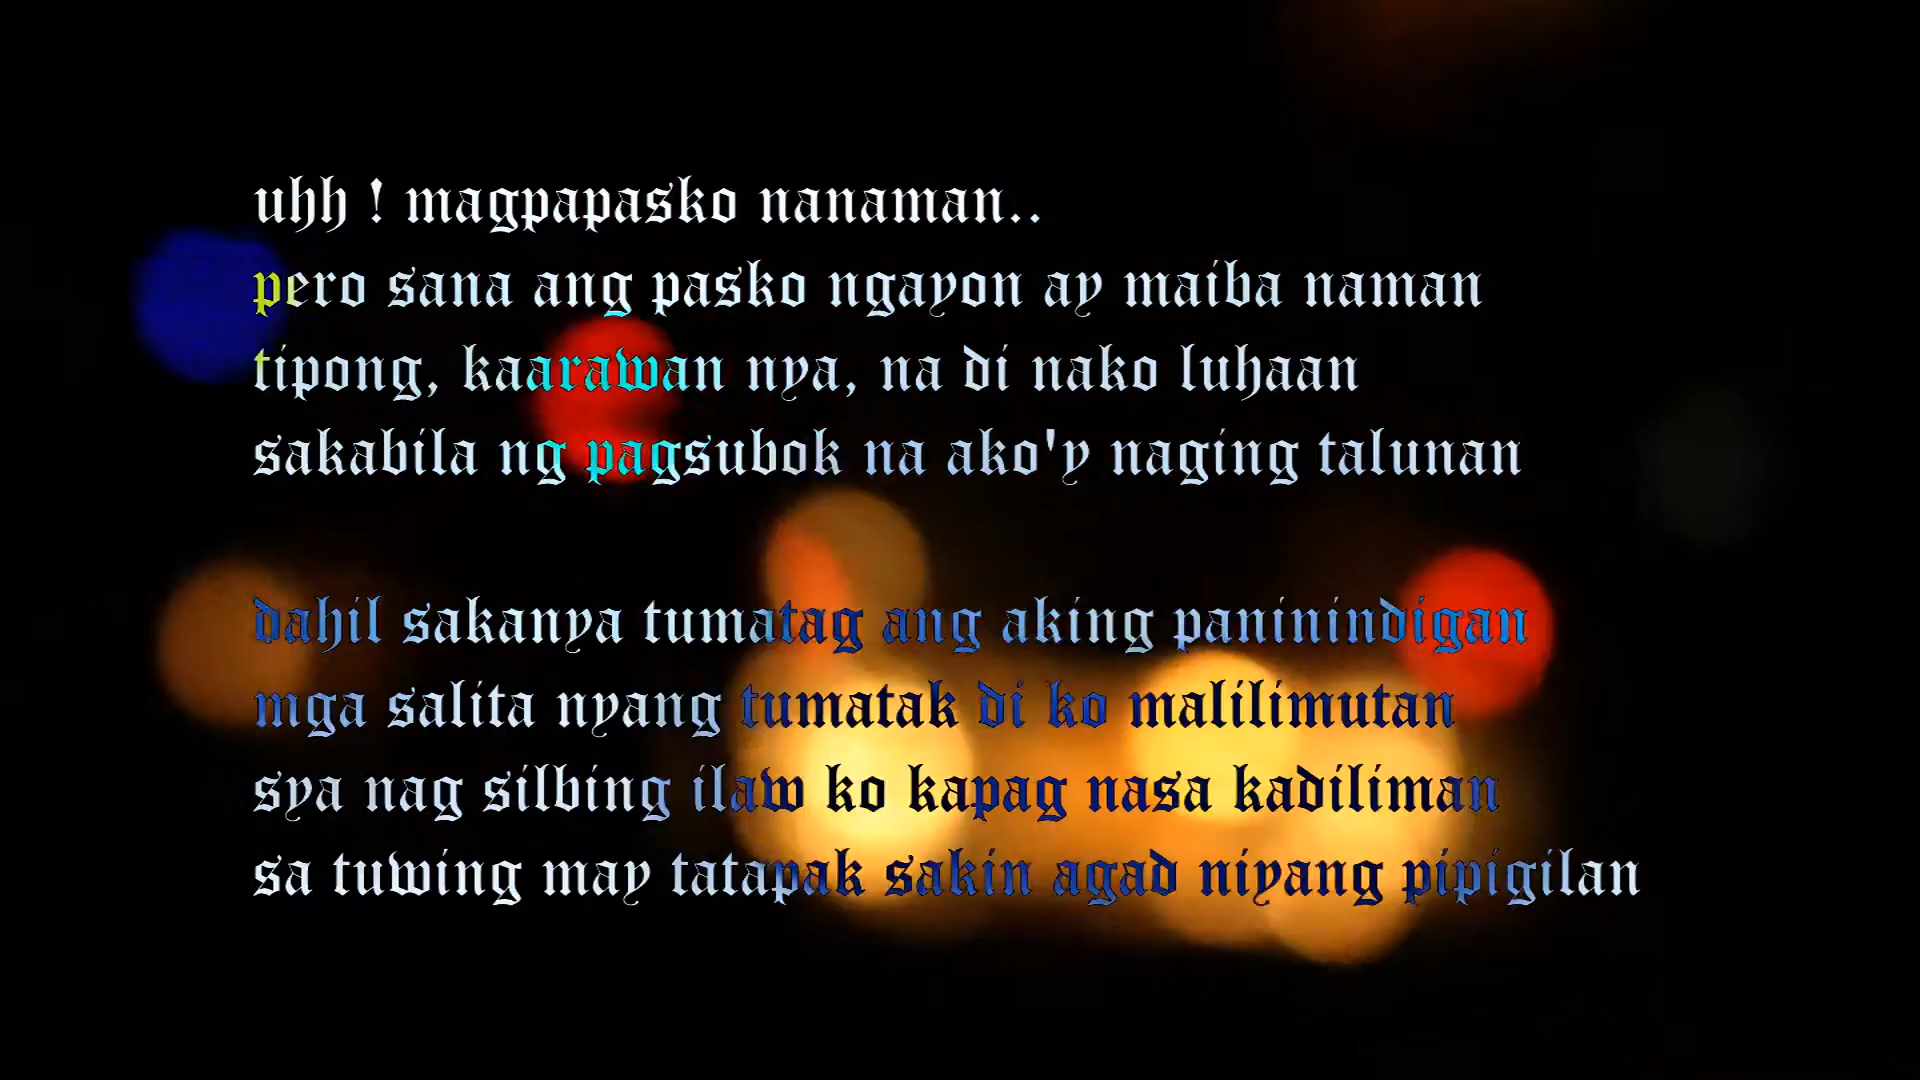 uhh ! magpapasko nanaman..
pero sana ang pasko ngayon ay maiba naman
tipong, kaarawan nya, na di nako luhaan
sakabila ng pagsubok na ako'y naging talunan
dahil sakanya tumatag ang aking paninindigan
mga salita nyang tumatak di ko malilimutan
sya nag silbing ilaw ko kapag nasa kadiliman
sa tuwing may tatapak sakin agad niyang pipigilan